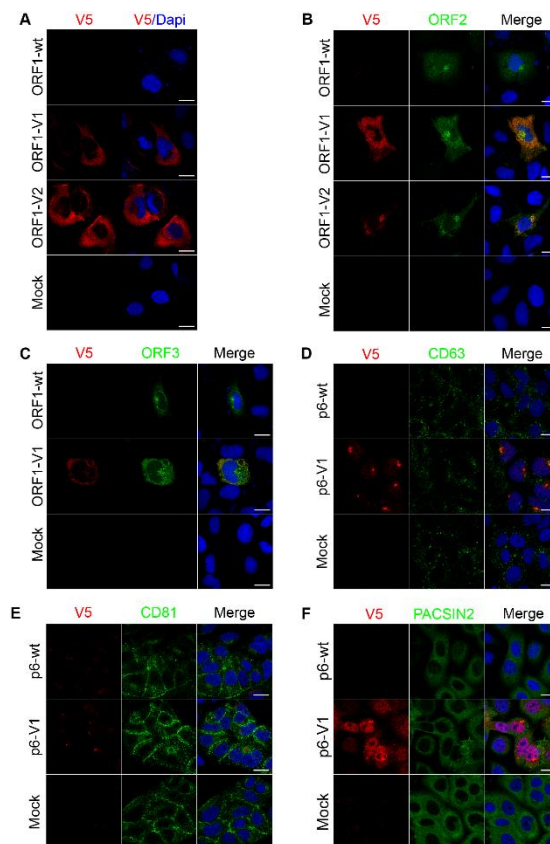 A
V5 V5/Dapi
ORF1-wt
ORF1-V1
ORF1-V2
Mock
B
V5 ORF2 Merge
ORF1-wt
ORF1-V1
ORF1-V2
Mock
C
V5 ORF3 Merge
ORF1-wt
ORF1-V1
Mock
D
V5 CD63 Merge
p6-wt
p6-V1
Mock
E
V5 CD81 Merge
p6-wt
p6-V1
Mock
F
V5 PACSIN2 Merge
p6-wt
p6-V1
Mock